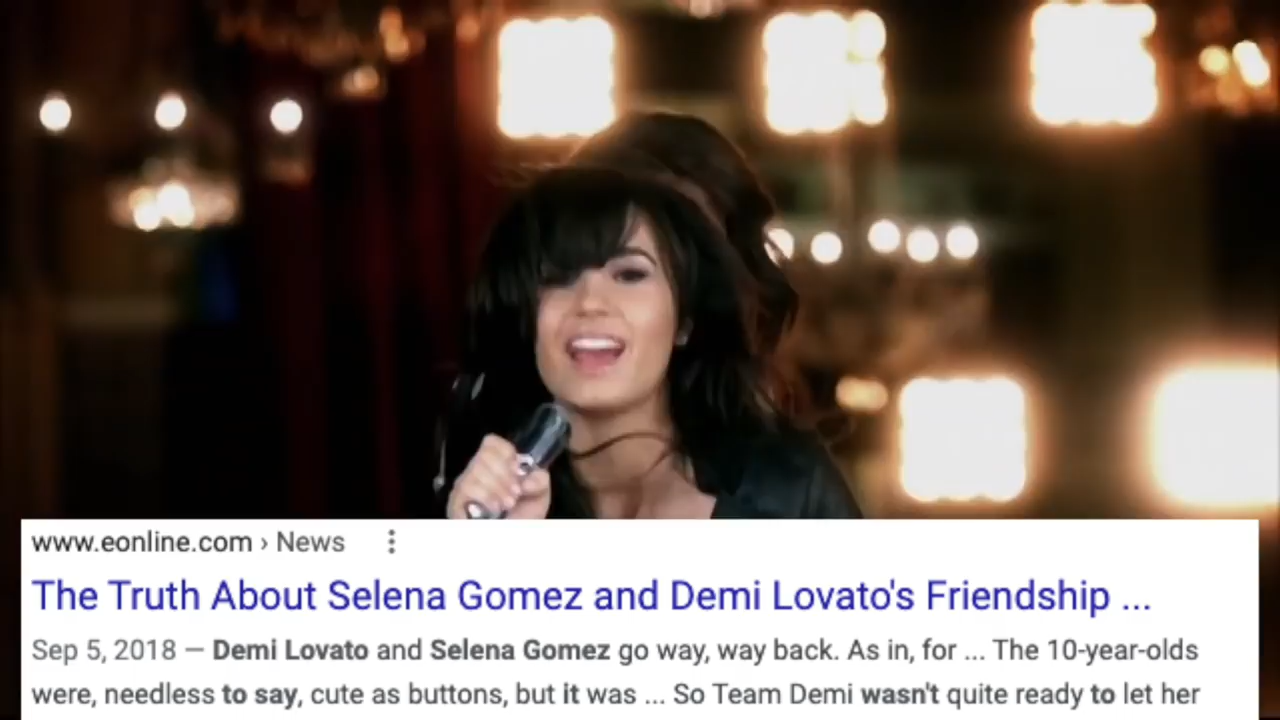 www.eonline.com › News
The Truth About Selena Gomez and Demi Lovato's Friendship ...
Sep 5, 2018 — Demi Lovato and Selena Gomez go way, way back. As in, for ... The 10-year-olds
were, needless to say, cute as buttons, but it was ... So Team Demi wasn't quite ready to let her